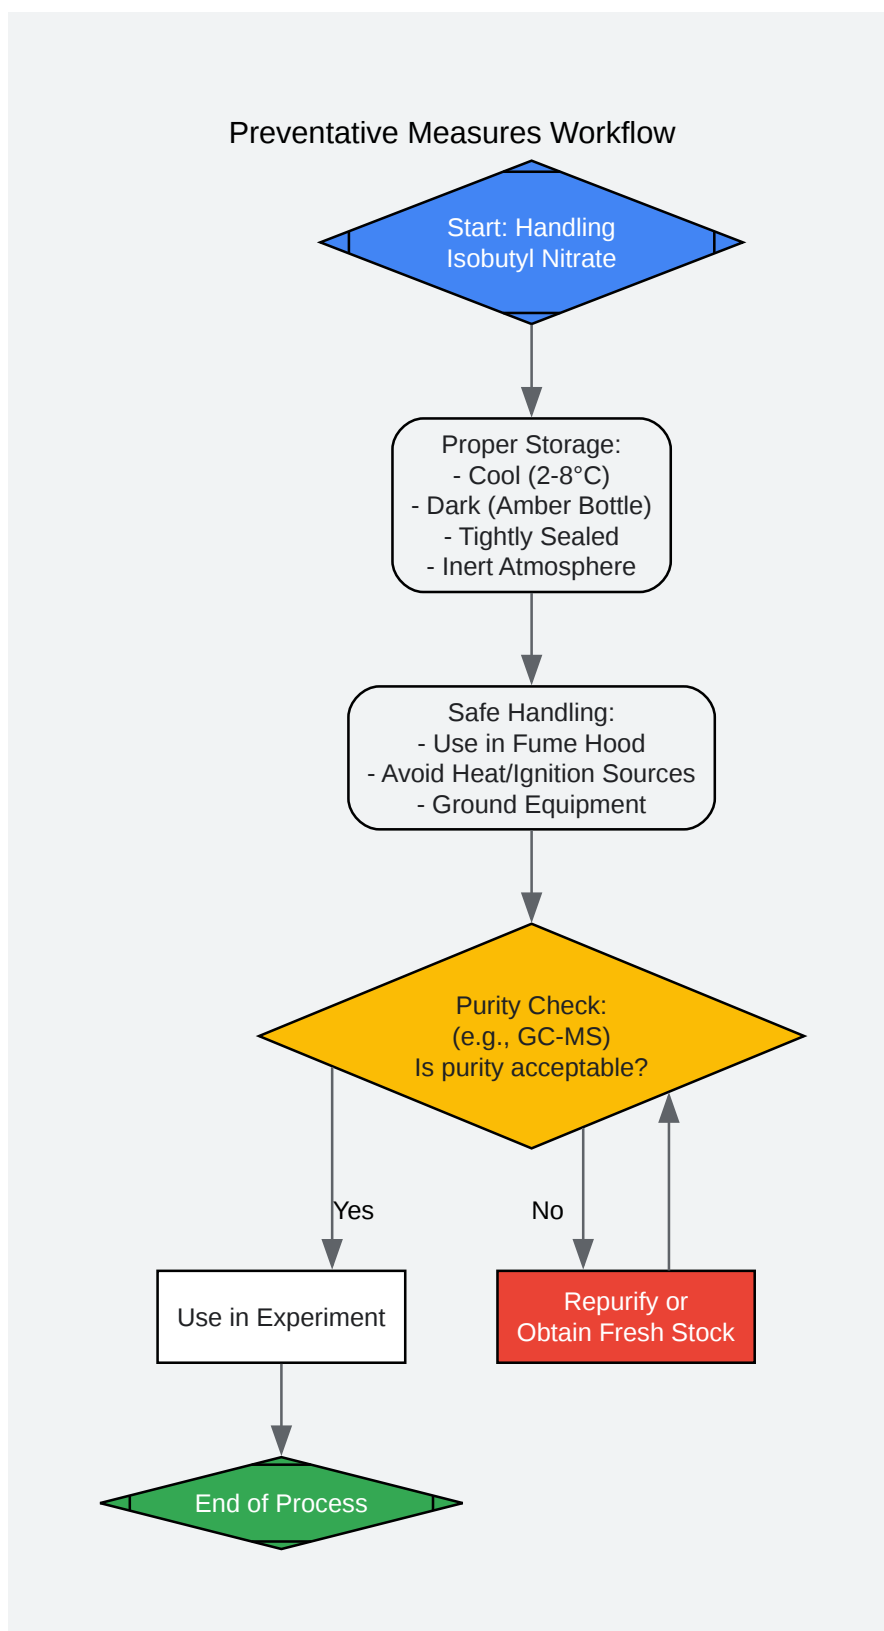 Preventative Measures Workflow
Start: Handling
Isobutyl Nitrate
Proper Storage:
- Cool (2-8°C)
- Dark (Amber Bottle)
- Tightly Sealed
- Inert Atmosphere
Safe Handling:
- Use in Fume Hood
- Avoid Heat/Ignition Sources
- Ground Equipment
Purity Check:
(e.g., GC-MS)
Is purity acceptable?
Yes
No
Use in Experiment
Repurify or
Obtain Fresh Stock
End of Process